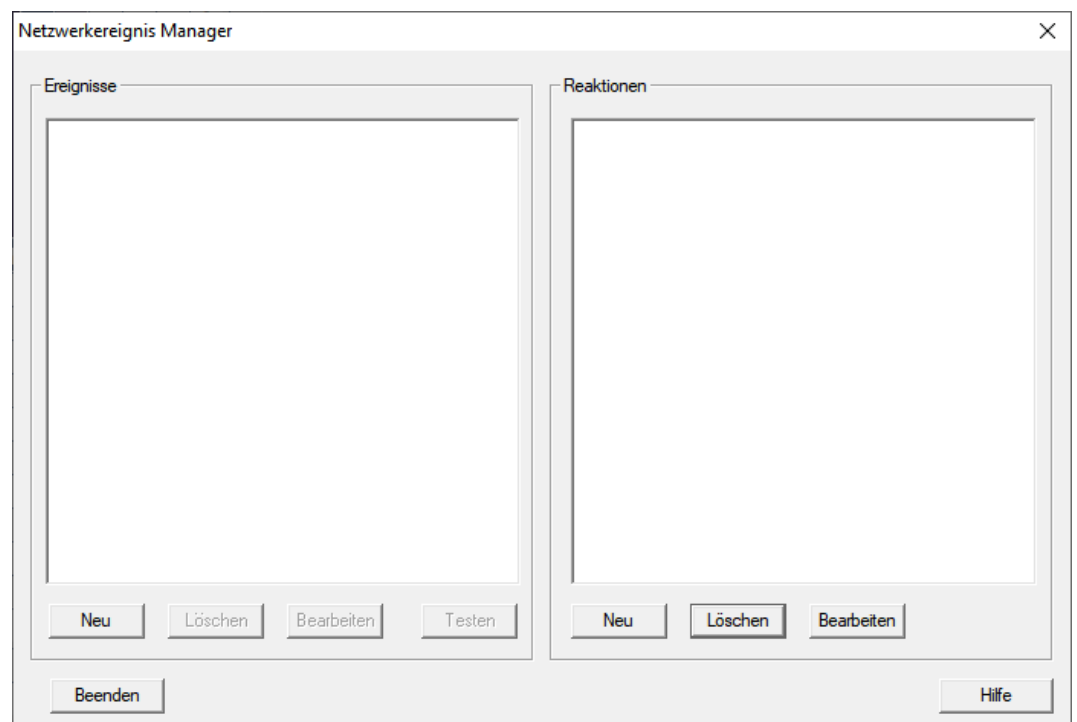 Netzwerkereignis Manager
Ereignisse
Reaktionen
Neu Löschen Bearbeiten Testen
Neu Löschen Bearbeiten
Beenden
Hilfe